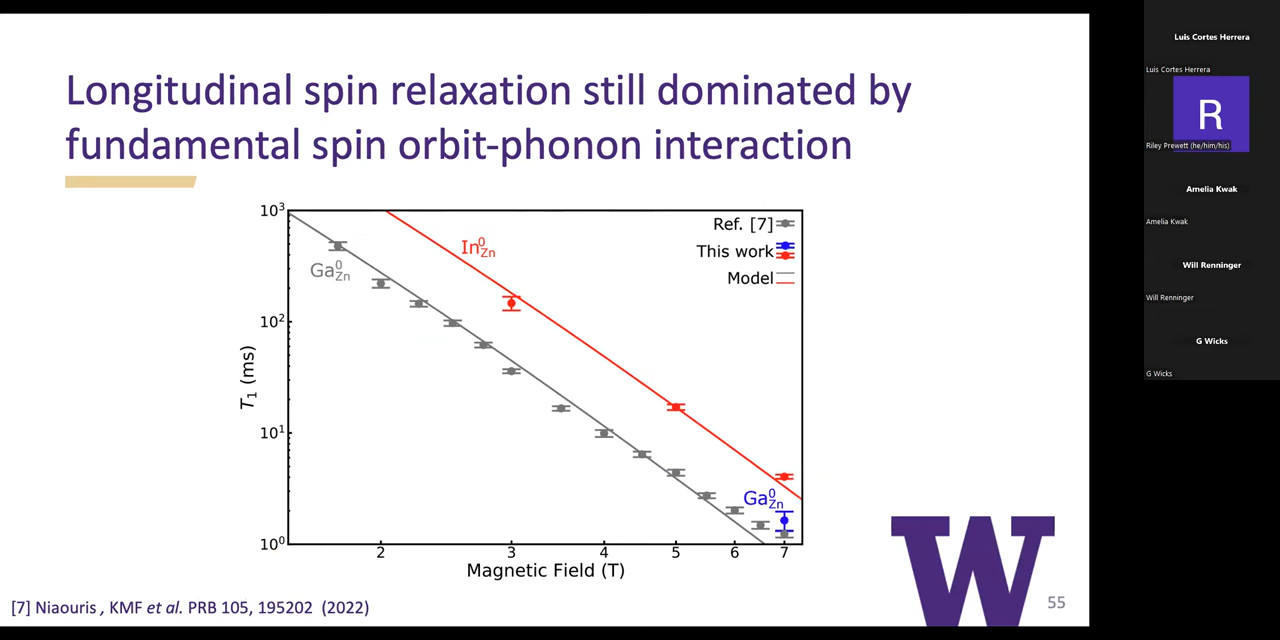 Longitudinal spin relaxation still dominated by
fundamental spin orbit-phonon interaction
10³
10²
10¹
10⁰
T₁ (ms)
In⁰Zn
Ga⁰Zn
Ga⁰Zn
Ref. [7]
This work
Model
2
3
4
5
6
7
Magnetic Field (T)
[7] Niaouris , KMF et al. PRB 105, 195202 (2022)
W
55
Luis Cortes Herrera
Luis Cortes Herrera
R
Riley Prewett (he/him/his)
Amelia Kwak
Amelia Kwak
Will Renninger
Will Renninger
G Wicks
G Wicks